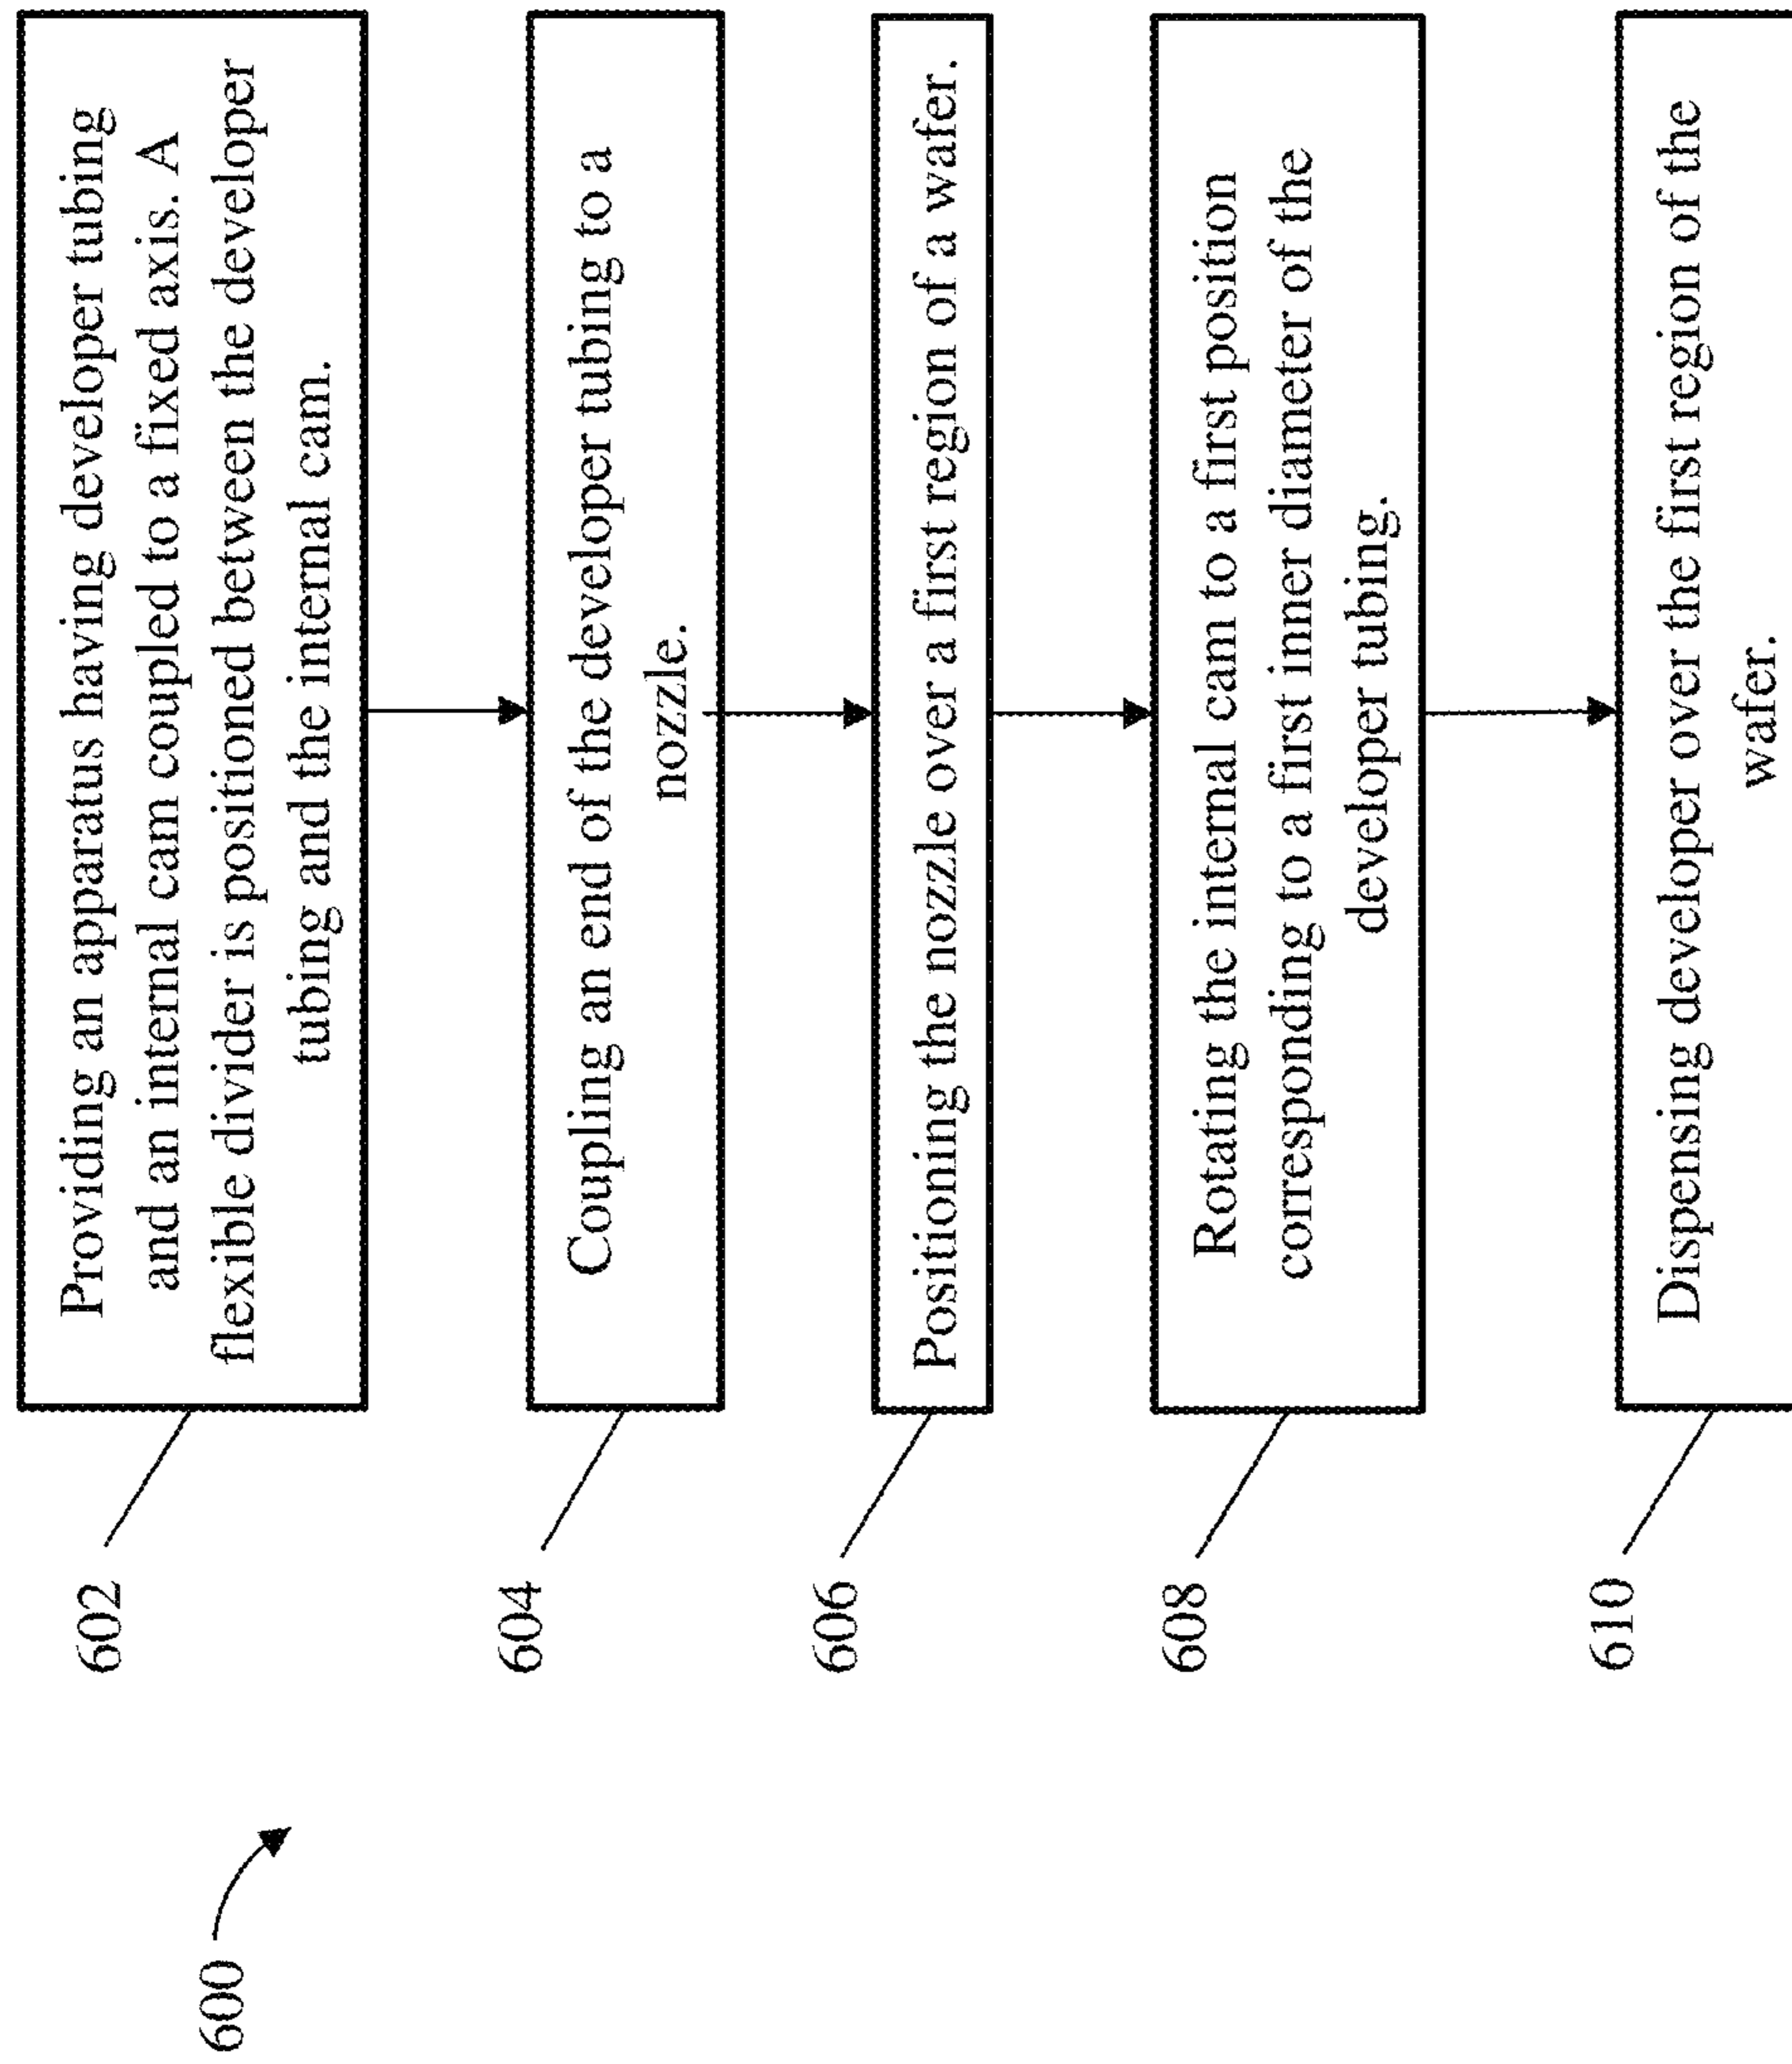 600
602
Providing an apparatus having developer tubing
and an internal cam coupled to a fixed axis. A
flexible divider is positioned between the developer
tubing and the internal cam.
604
Coupling an end of the developer tubing to a
nozzle.
606
Positioning the nozzle over a first region of a wafer.
608
Rotating the internal cam to a first position
corresponding to a first inner diameter of the
developer tubing.
610
Dispensing developer over the first region of the
wafer.